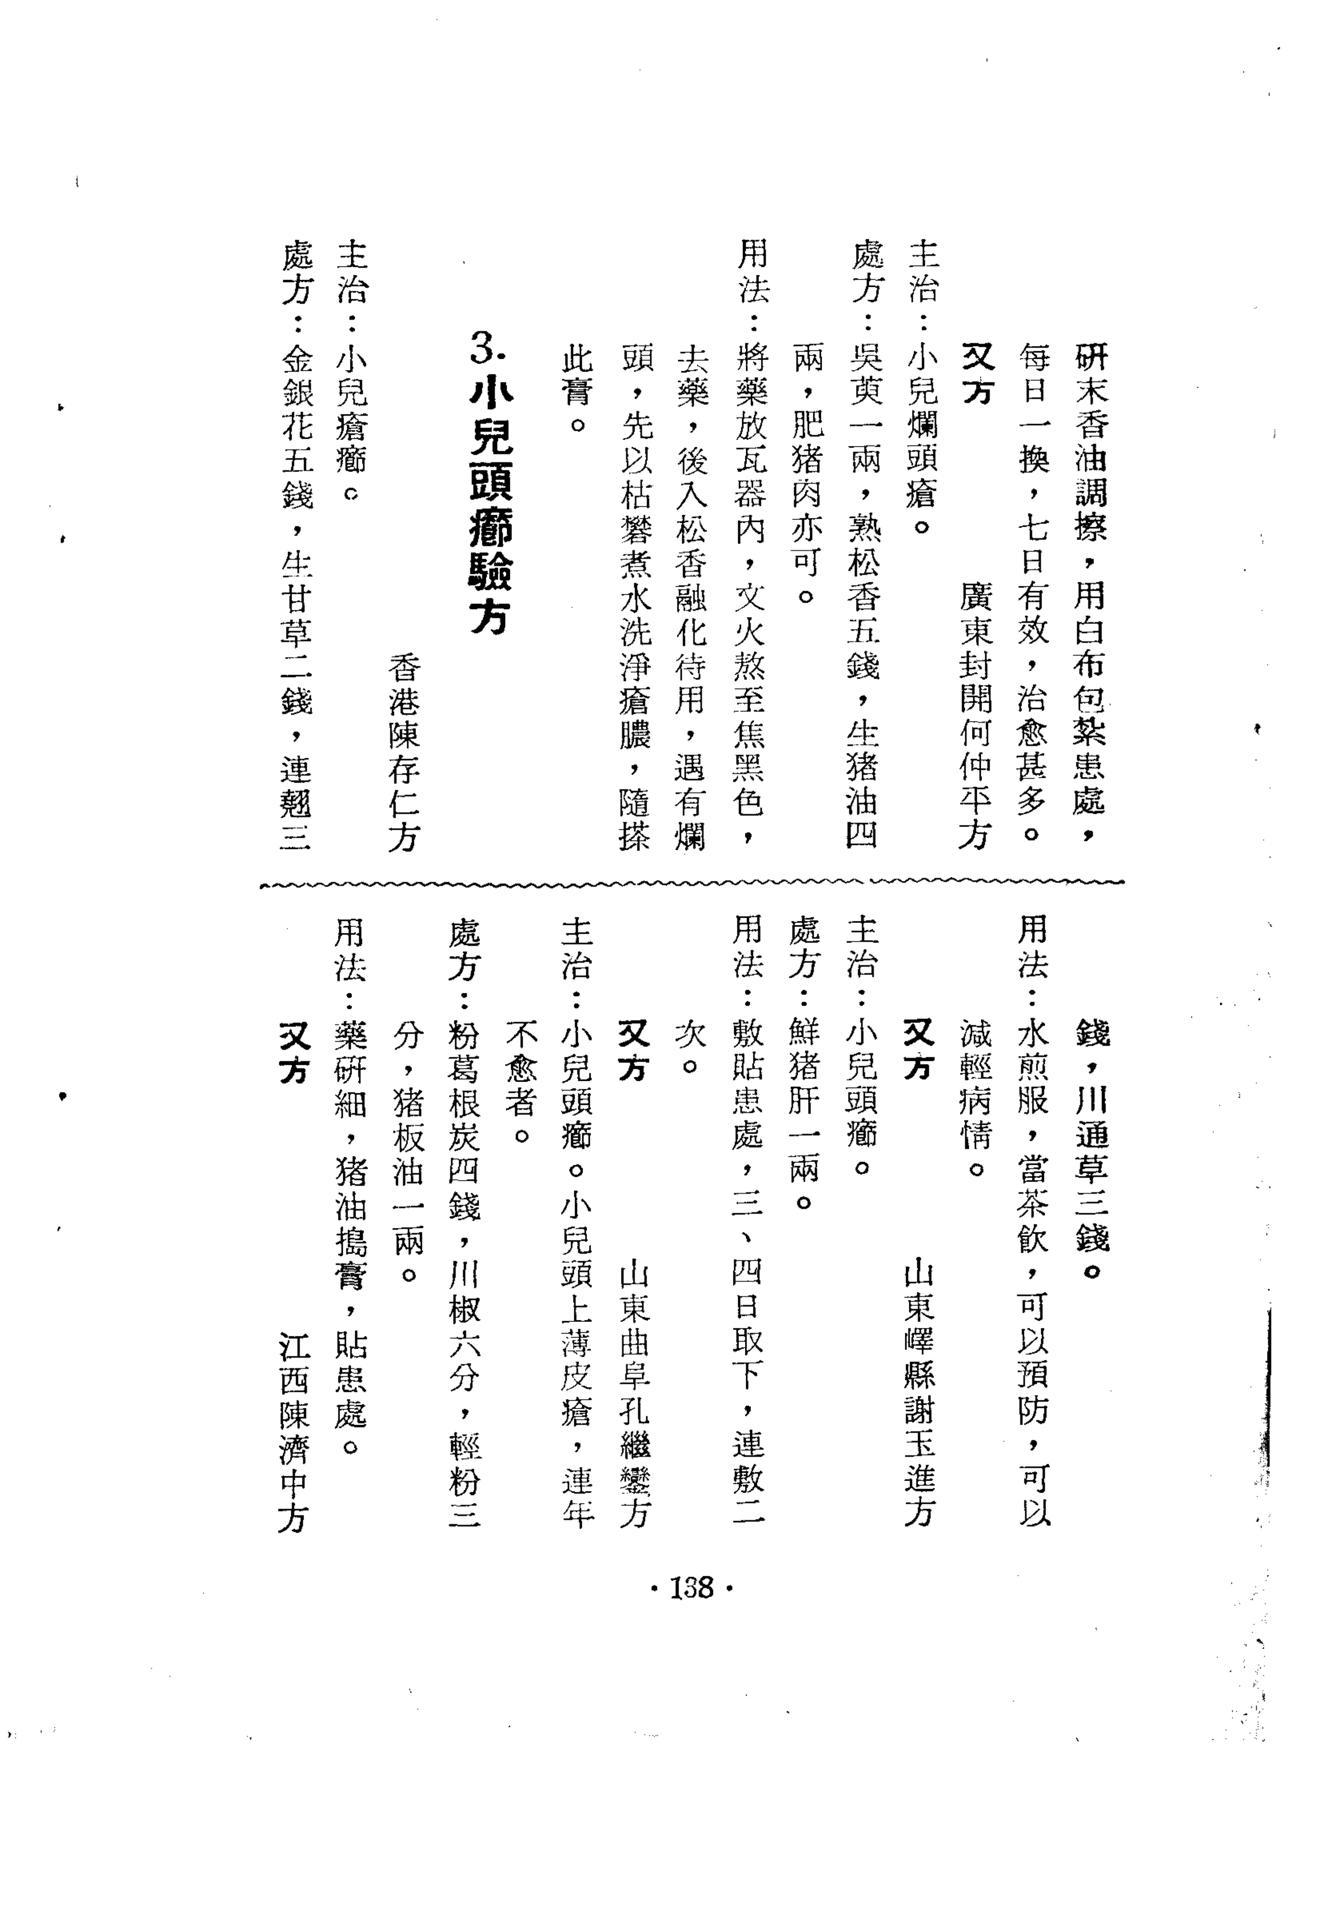 研末香油調擦，用白布包紮患處，
每日一換，七日有效，治愈甚多。
又方　廣東封開何仲平方
主治：小兒爛頭瘡。
處方：吳萸一兩，熟松香五錢，生猪油四
兩，肥猪肉亦可。
用法：將藥放瓦器內，文火熬至焦黑色，
去藥，後入松香融化待用，遇有爛
頭，先以枯礬煮水洗淨瘡膿，隨搽
此膏。
3.小兒頭癤驗方
香港陳存仁方
主治：小兒瘡癤。
處方：金銀花五錢，生甘草二錢，連翹三
錢，川通草三錢。
用法：水煎服，當茶飲，可以預防，可以
減輕病情。
又方　山東嶧縣謝玉進方
主治：小兒頭癤。
處方：鮮猪肝一兩。
用法：敷貼患處，三、四日取下，連敷二
次。
又方　山東曲阜孔繼鑾方
主治：小兒頭癤。小兒頭上薄皮瘡，連年
不愈者。
處方：粉葛根炭四錢，川椒六分，輕粉三
分，猪板油一兩。
用法：藥研細，猪油搗膏，貼患處。
又方　江西陳濟中方
·138·